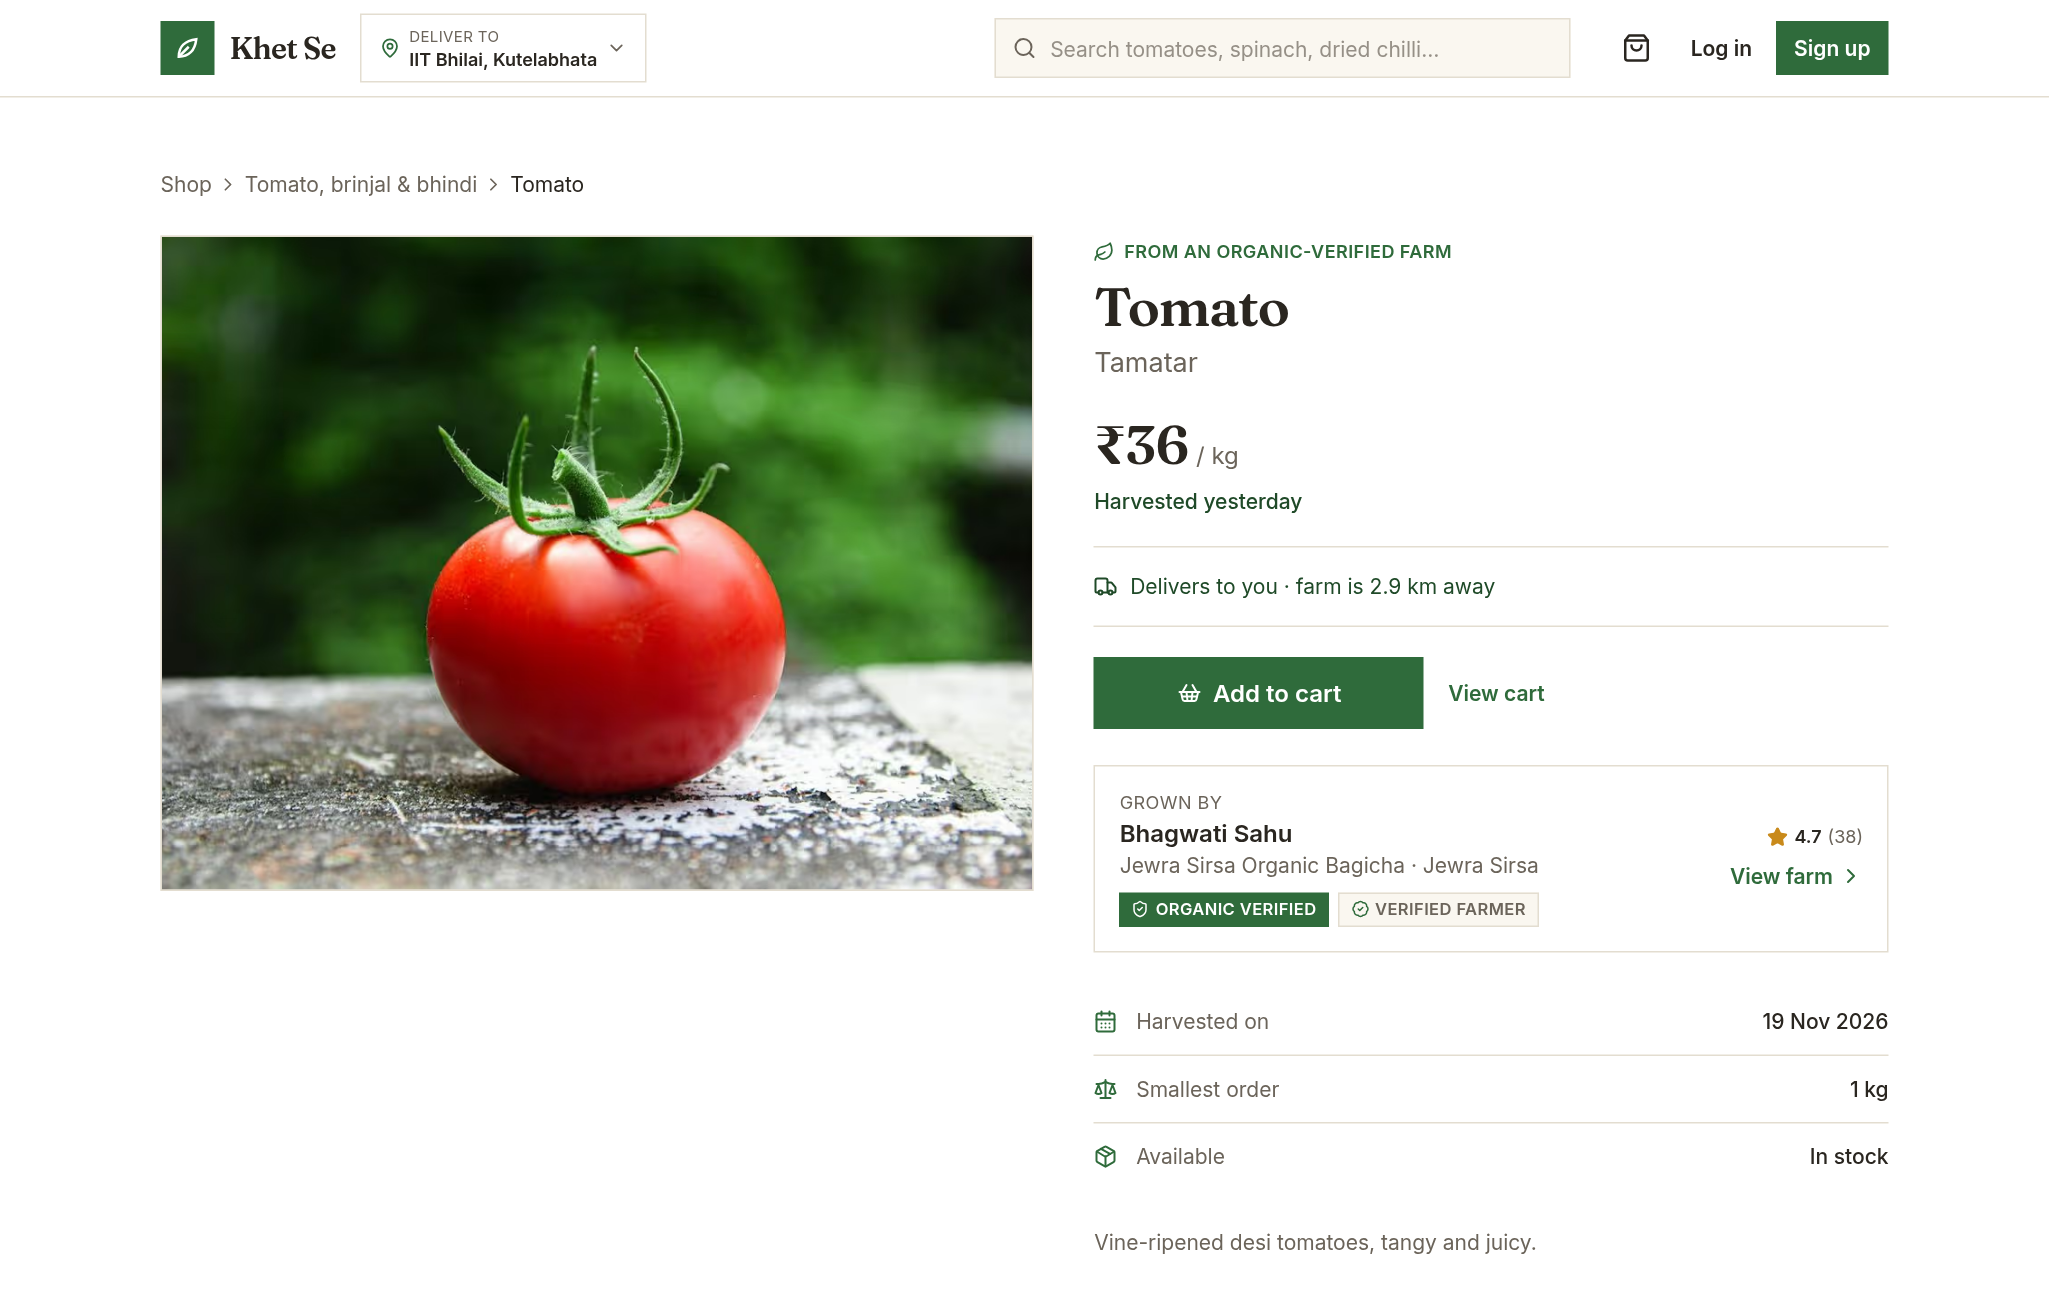 Khet Se
DELIVER TO
IIT Bhilai, Kutelabhata
Search tomatoes, spinach, dried chilli...
Log in
Sign up
Shop > Tomato, brinjal & bhindi > Tomato
FROM AN ORGANIC-VERIFIED FARM
Tomato
Tamatar
₹36 / kg
Harvested yesterday
Delivers to you · farm is 2.9 km away
Add to cart
View cart
GROWN BY
Bhagwati Sahu
Jewra Sirsa Organic Bagicha · Jewra Sirsa
4.7 (38)
View farm
ORGANIC VERIFIED
VERIFIED FARMER
Harvested on
19 Nov 2026
Smallest order
1 kg
Available
In stock
Vine-ripened desi tomatoes, tangy and juicy.